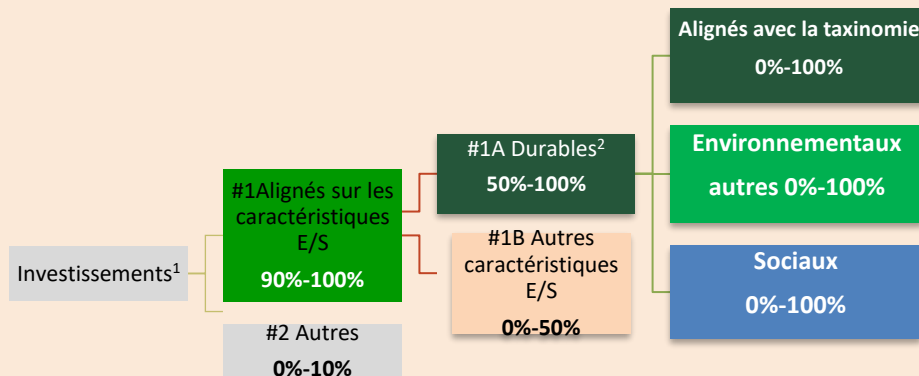 Investissements1
#1Alignés sur les
caractéristiques
E/S
90%-100%
#2 Autres
0%-10%
#1A Durables2
50%-100%
#1B Autres
caractéristiques
E/S
0%-50%
Alignés avec la taxinomie
0%-100%
Environnementaux
autres 0%-100%
Sociaux
0%-100%